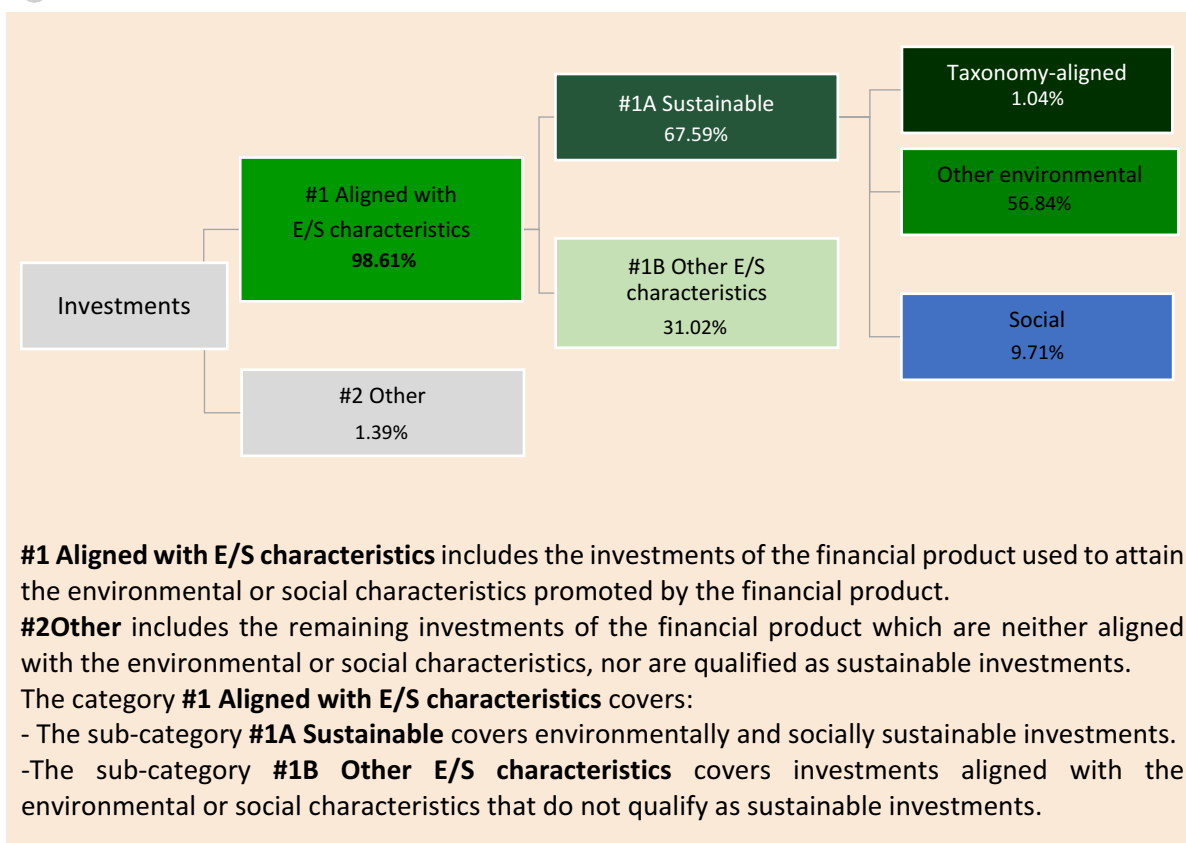 Investments
#1 Aligned with
E/S characteristics
98.61%
#2 Other
1.39%
#1A Sustainable
67.59%
#1B Other E/S
characteristics
31.02%
Taxonomy-aligned
1.04%
Other environmental
56.84%
Social
9.71%
#1 Aligned with E/S characteristics includes the investments of the financial product used to attain
the environmental or social characteristics promoted by the financial product.
#2Other includes the remaining investments of the financial product which are neither aligned
with the environmental or social characteristics, nor are qualified as sustainable investments.
The category #1 Aligned with E/S characteristics covers:
- The sub-category #1A Sustainable covers environmentally and socially sustainable investments.
-The sub-category #1B Other E/S characteristics covers investments aligned with the
environmental or social characteristics that do not qualify as sustainable investments.